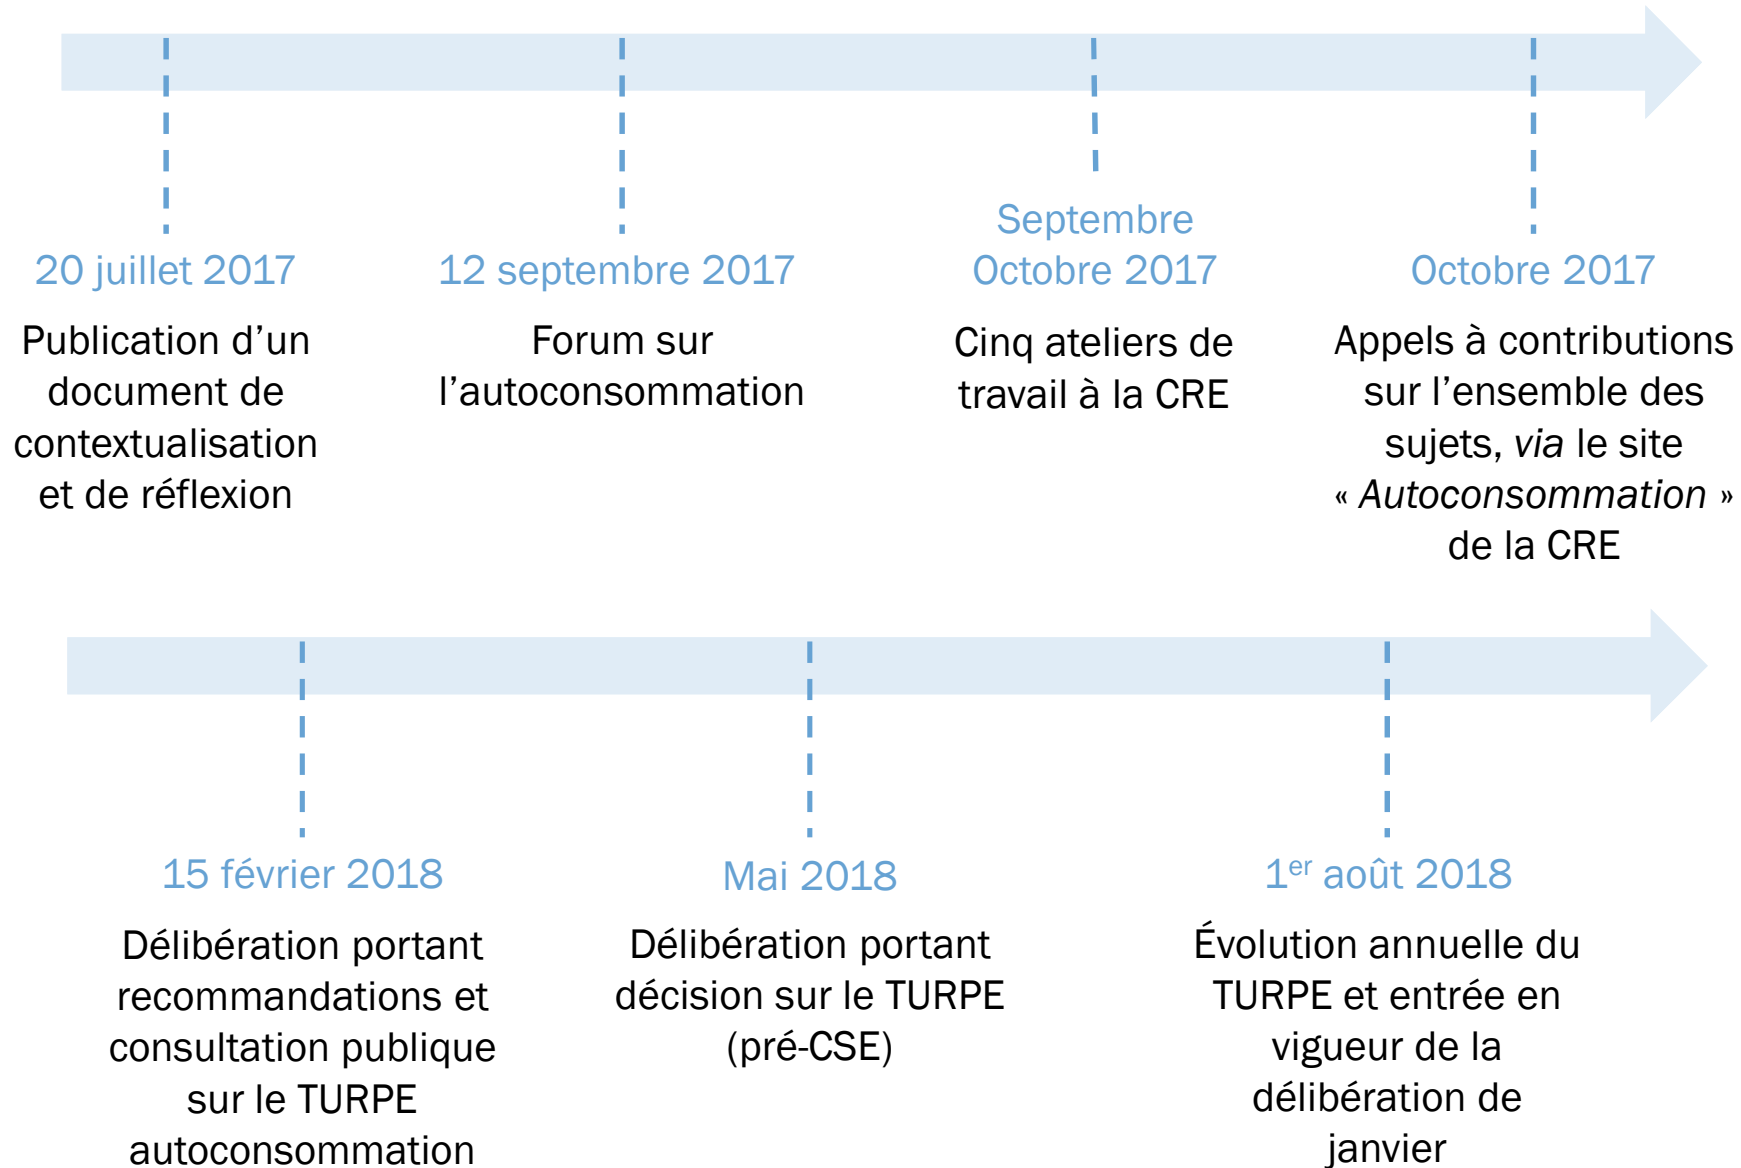 20 juillet 2017
Publication d’un
document de
contextualisation
et de réflexion
12 septembre 2017
Forum sur
l’autoconsommation
Septembre
Octobre 2017
Cinq ateliers de
travail à la CRE
Octobre 2017
Appels à contributions
sur l’ensemble des
sujets, via le site
« Autoconsommation »
de la CRE
15 février 2018
Délibération portant
recommandations et
consultation publique
sur le TURPE
autoconsommation
Mai 2018
Délibération portant
décision sur le TURPE
(pré-CSE)
1er août 2018
Évolution annuelle du
TURPE et entrée en
vigueur de la
délibération de
janvier